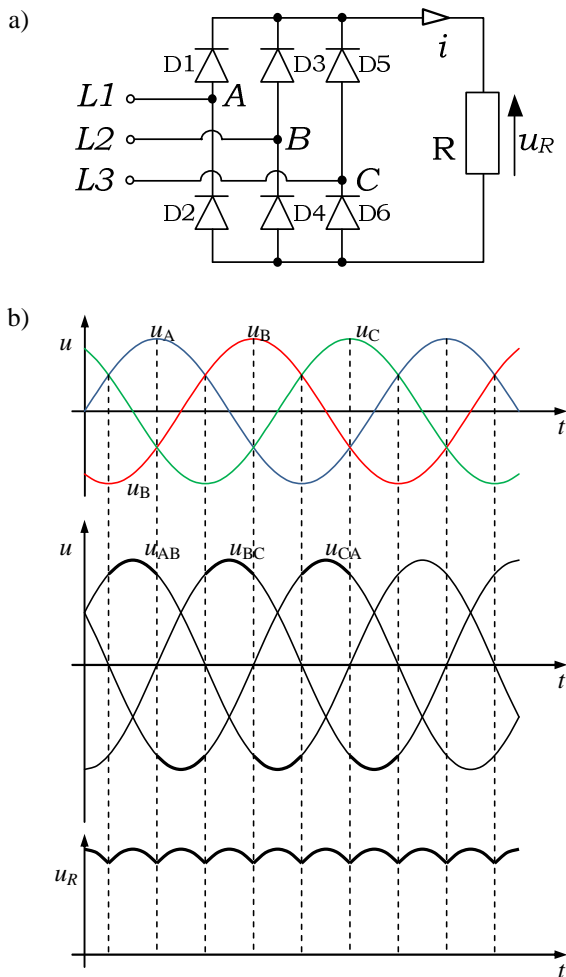 a)
D1 D3 D5 i
L1 A
L2 B R u_R
L3 C
D2 D4 D6
b)
u u_A u_B u_C
t
u_B
u u_AB u_BC u_CA
t
u_R
t